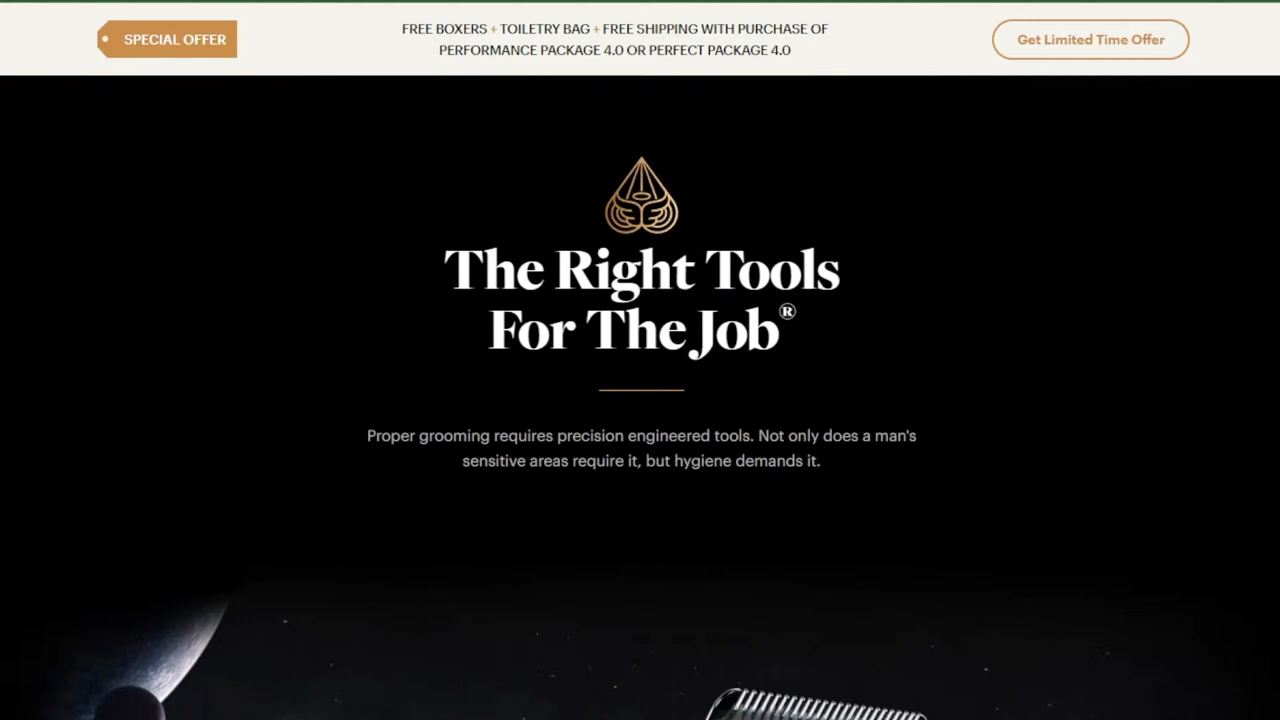 SPECIAL OFFER
FREE BOXERS + TOILETRY BAG + FREE SHIPPING WITH PURCHASE OF
PERFORMANCE PACKAGE 4.0 OR PERFECT PACKAGE 4.0
Get Limited Time Offer
The Right Tools
For The Job®
Proper grooming requires precision engineered tools. Not only does a man's
sensitive areas require it, but hygiene demands it.